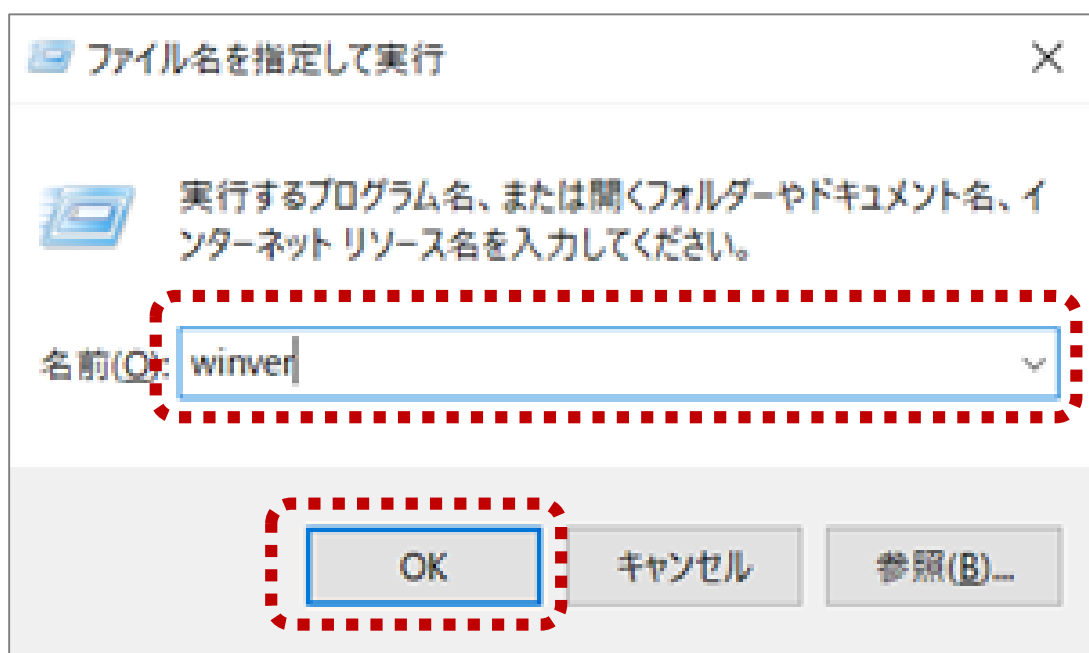 ファイル名を指定して実行
実行するプログラム名、または開くフォルダーやドキュメント名、イ
ンターネット リソース名を入力してください。
名前(O): winver
OK キャンセル 参照(B)...